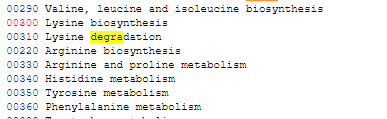 00290 Valine, leucine and isoleucine biosynthesis
00300 Lysine biosynthesis
00310 Lysine degradation
00220 Arginine biosynthesis
00330 Arginine and proline metabolism
00340 Histidine metabolism
00350 Tyrosine metabolism
00360 Phenylalanine metabolism